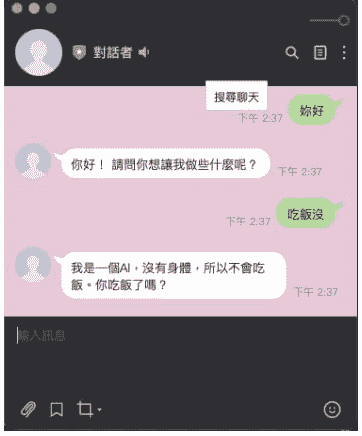 對話者
搜尋聊天
妳好
下午 2:37
你好！ 請問你想讓我做些什麼呢？
下午 2:37
吃飯沒
下午 2:37
我是一個AI，沒有身體，所以不會吃
飯。你吃飯了嗎？
下午 2:37
輸入訊息